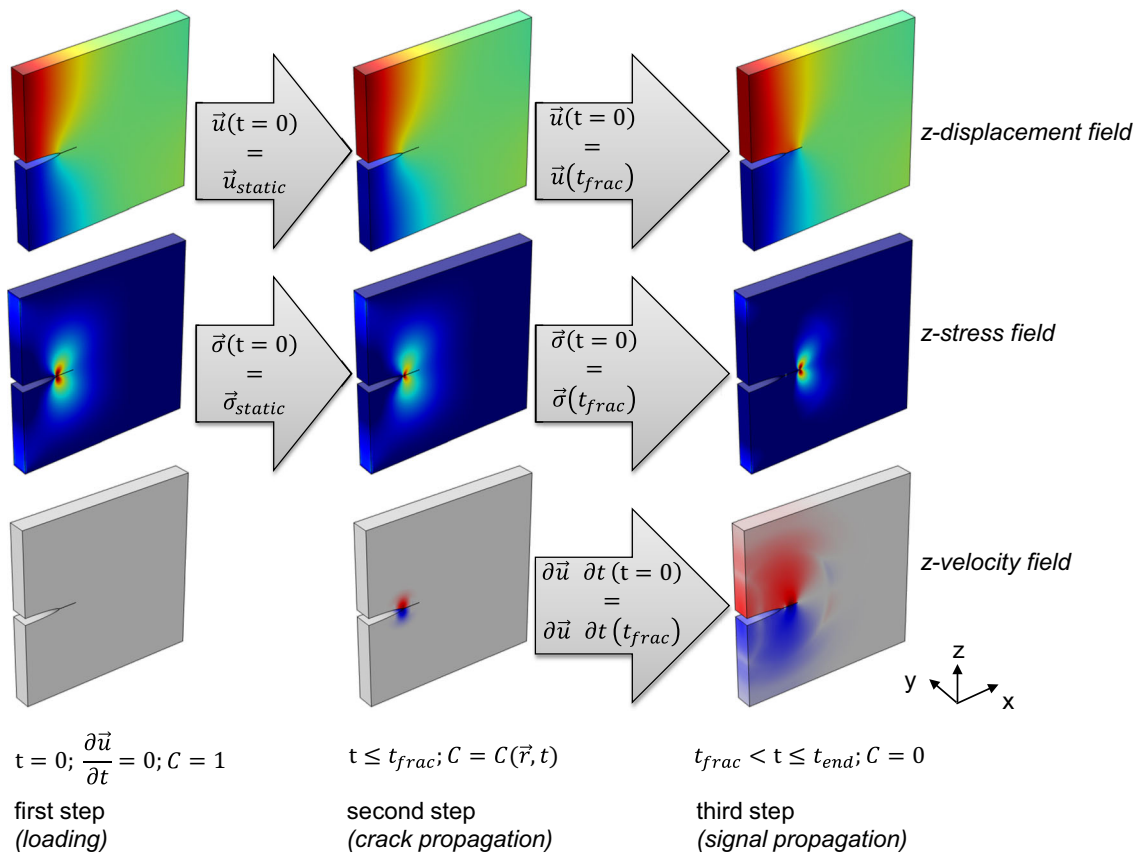 u⃗(t = 0)
=
u⃗static
u⃗(t = 0)
=
u⃗(tfrac)
z-displacement field
σ⃗(t = 0)
=
σ⃗static
σ⃗(t = 0)
=
σ⃗(tfrac)
z-stress field
∂u⃗ ∂t (t = 0)
=
∂u⃗ ∂t (tfrac)
z-velocity field
z
y
x
t = 0; ∂u⃗/∂t = 0; C = 1
t ≤ tfrac; C = C(r⃗, t)
tfrac < t ≤ tend; C = 0
first step
(loading)
second step
(crack propagation)
third step
(signal propagation)